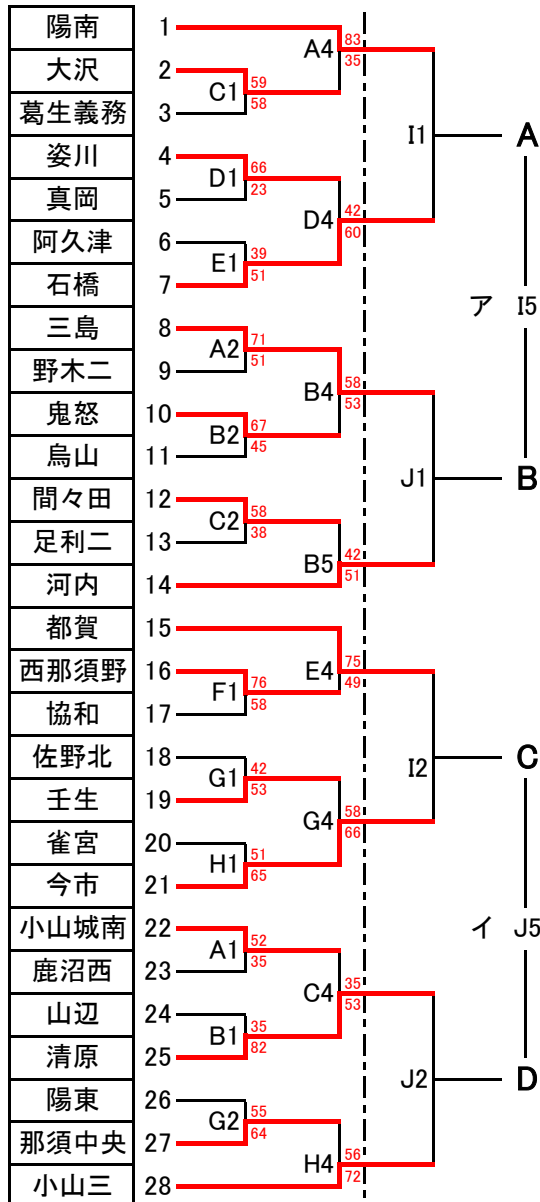 陽南 1
大沢 2
葛生義務 3
姿川 4
真岡 5
阿久津 6
石橋 7
三島 8
野木二 9
鬼怒 10
烏山 11
間々田 12
足利二 13
河内 14
都賀 15
西那須野 16
協和 17
佐野北 18
壬生 19
雀宮 20
今市 21
小山城南 22
鹿沼西 23
山辺 24
清原 25
陽東 26
那須中央 27
小山三 28
C1 59 58
D1 66 23
E1 39 51
A2 71 51
B2 67 45
C2 58 38
F1 76 58
G1 42 53
H1 51 65
A1 52 35
B1 35 82
G2 55 64
A4 83 35
D4 42 60
B4 58 53
B5 42 51
E4 75 49
G4 58 66
C4 35 53
H4 56 72
I1
J1
I2
J2
A
ア I5
B
C
イ J5
D